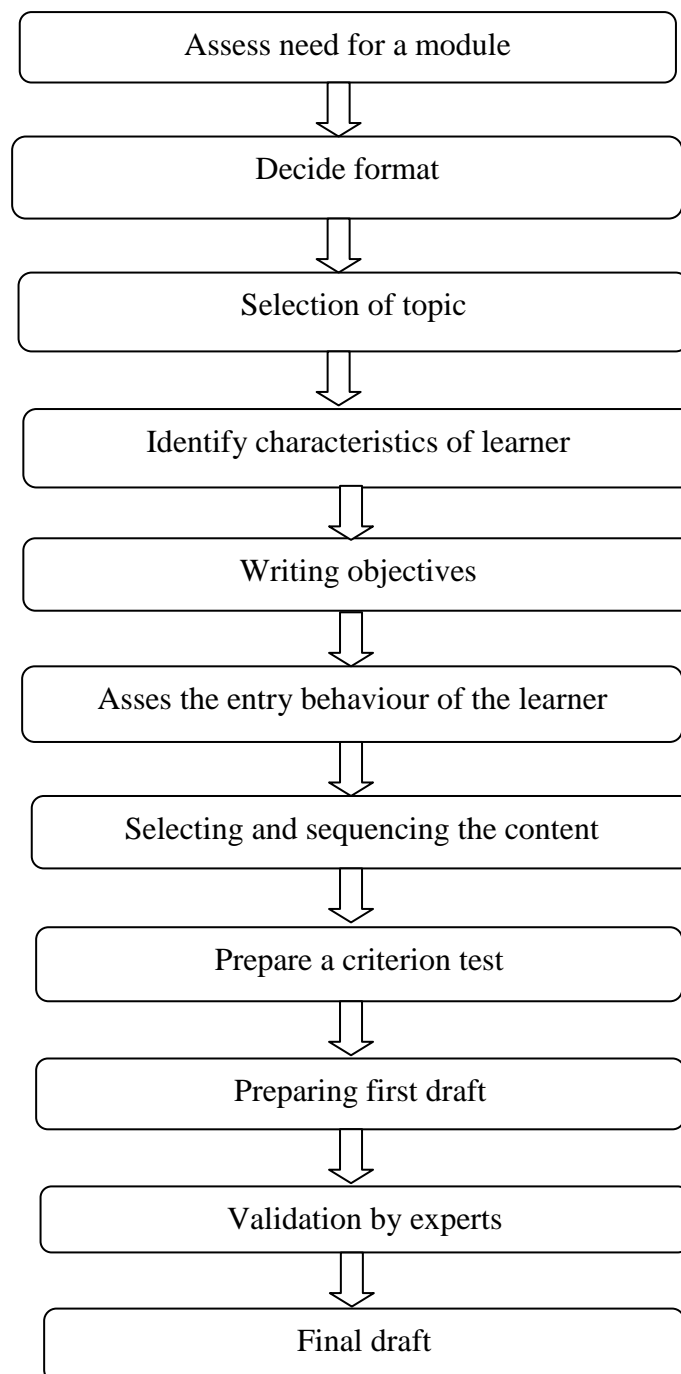 Assess need for a module
Decide format
Selection of topic
Identify characteristics of learner
Writing objectives
Asses the entry behaviour of the learner
Selecting and sequencing the content
Prepare a criterion test
Preparing first draft
Validation by experts
Final draft